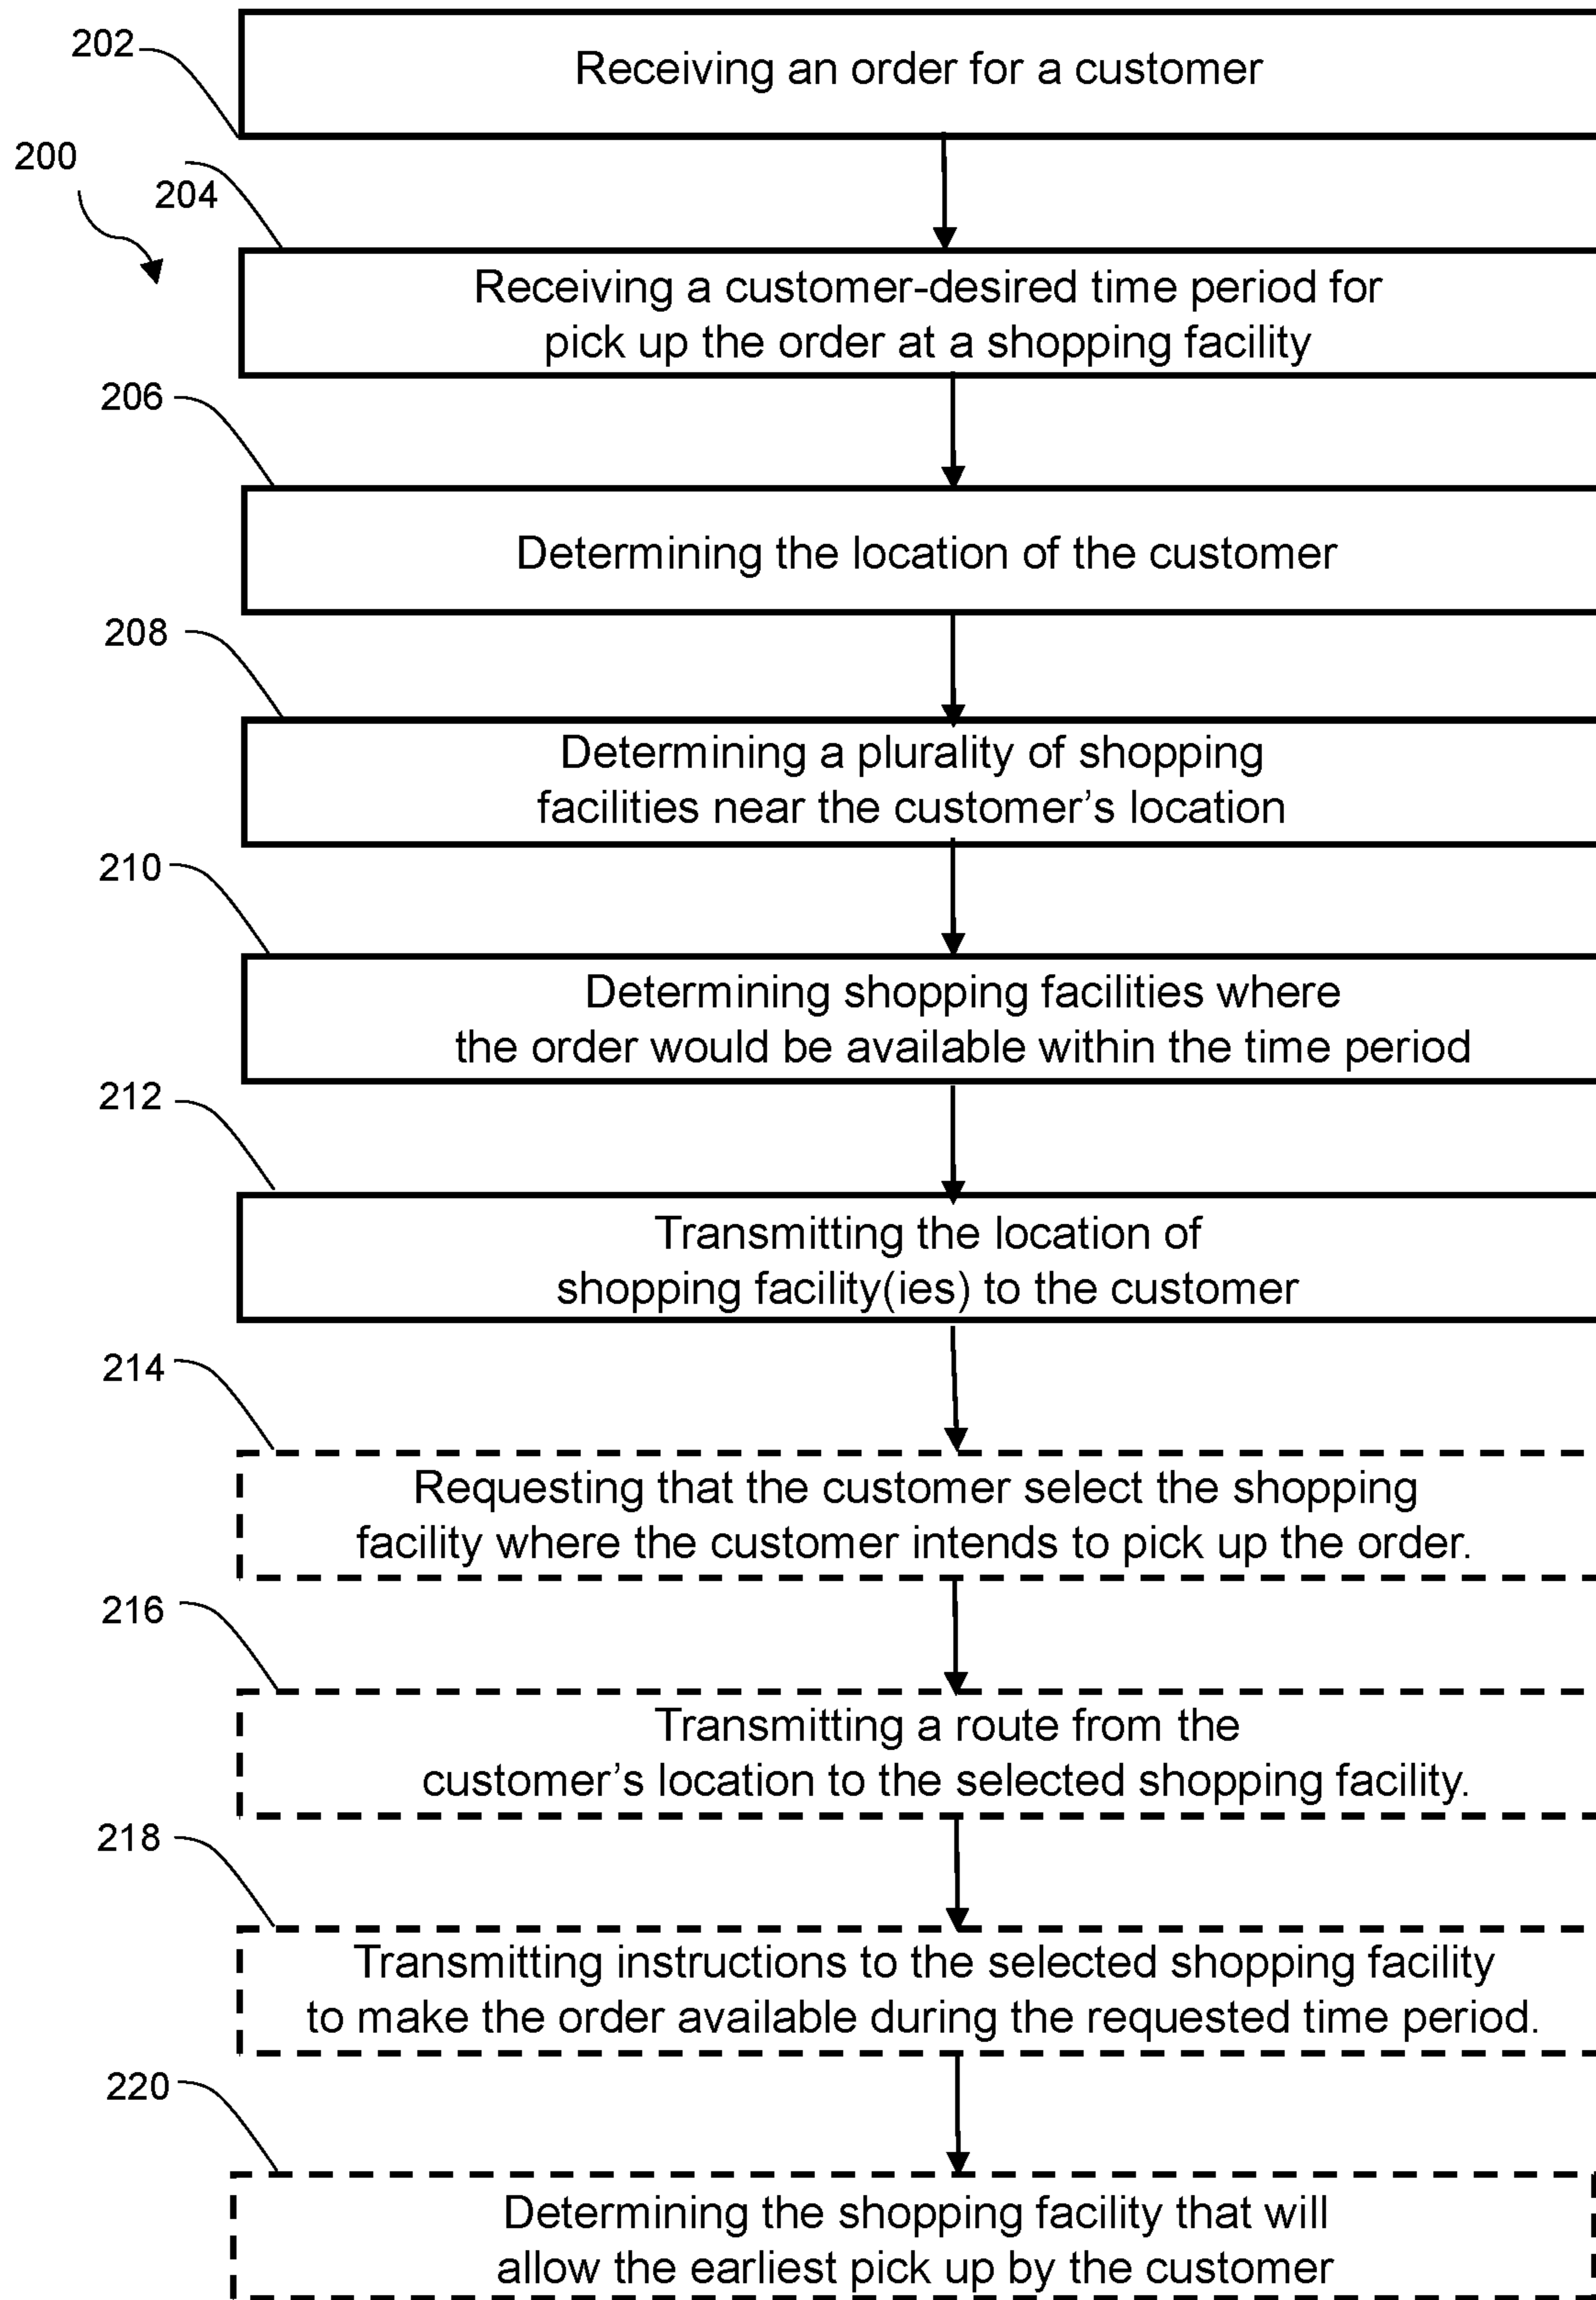 202
Receiving an order for a customer
200
204
Receiving a customer-desired time period for
pick up the order at a shopping facility
206
Determining the location of the customer
208
Determining a plurality of shopping
facilities near the customer’s location
210
Determining shopping facilities where
the order would be available within the time period
212
Transmitting the location of
shopping facility(ies) to the customer
214
Requesting that the customer select the shopping
facility where the customer intends to pick up the order.
216
Transmitting a route from the
customer’s location to the selected shopping facility.
218
Transmitting instructions to the selected shopping facility
to make the order available during the requested time period.
220
Determining the shopping facility that will
allow the earliest pick up by the customer